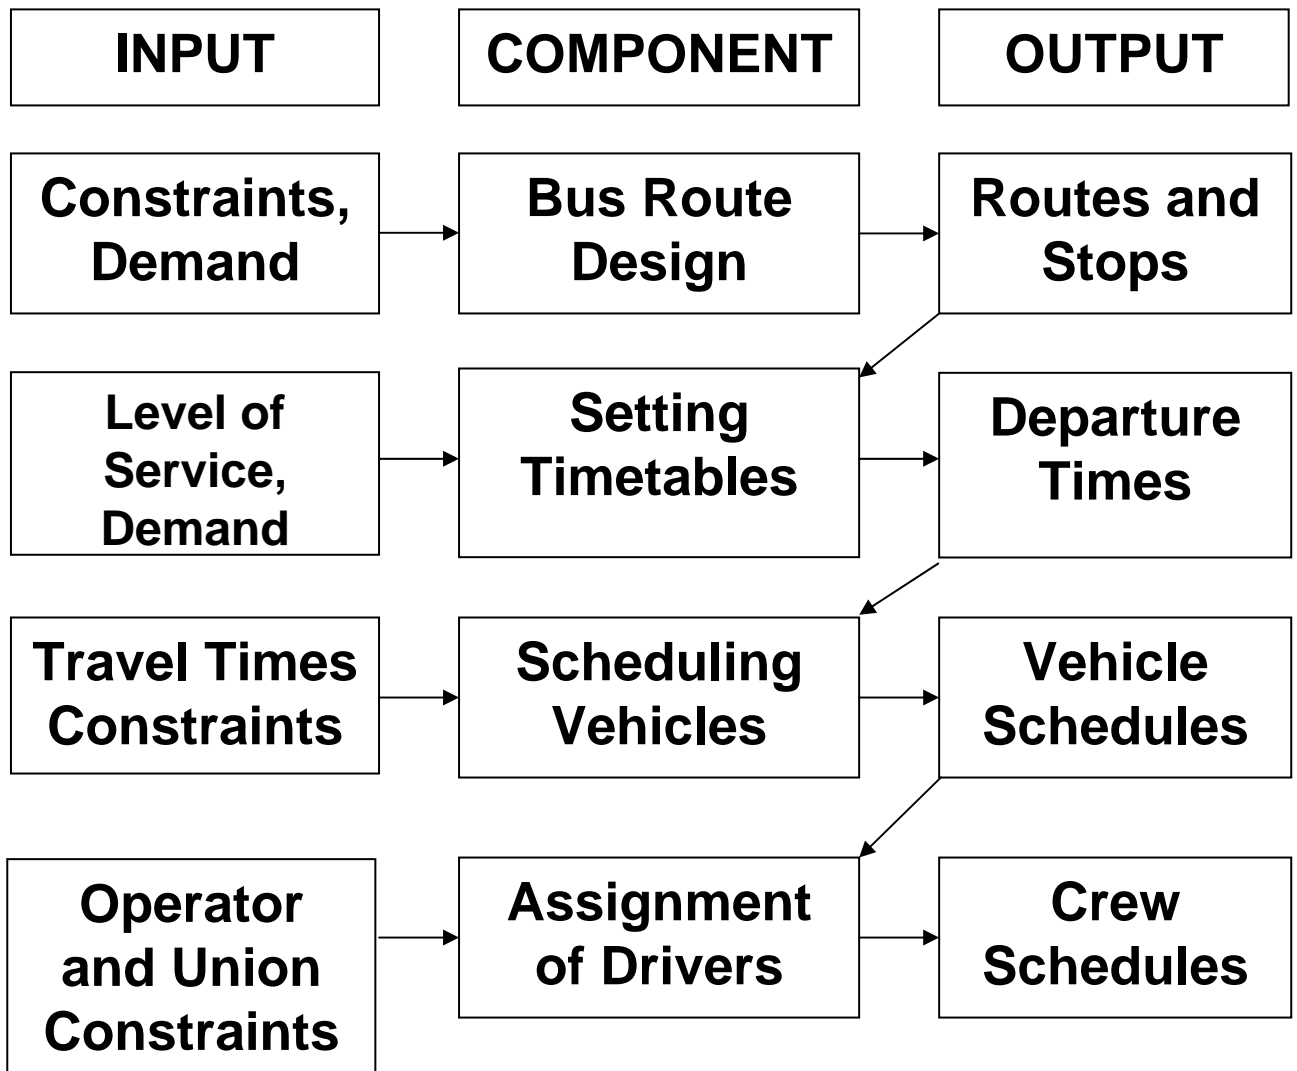 INPUT
COMPONENT
OUTPUT
Constraints,
Demand
Bus Route
Design
Routes and
Stops
Level of
Service,
Demand
Setting
Timetables
Departure
Times
Travel Times
Constraints
Scheduling
Vehicles
Vehicle
Schedules
Operator
and Union
Constraints
Assignment
of Drivers
Crew
Schedules